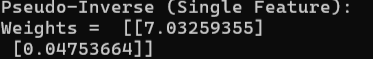 Pseudo-Inverse (Single Feature):
Weights =  [[7.03259355]
 [0.04753664]]